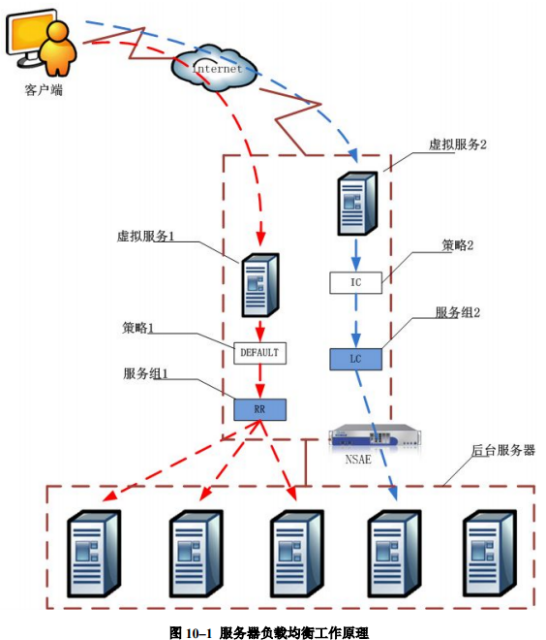 客户端
Internet
虚拟服务2
虚拟服务1
策略2
IC
策略1
DEFAULT
服务组2
LC
服务组1
RR
NSAE
后台服务器
图 10–1 服务器负载均衡工作原理